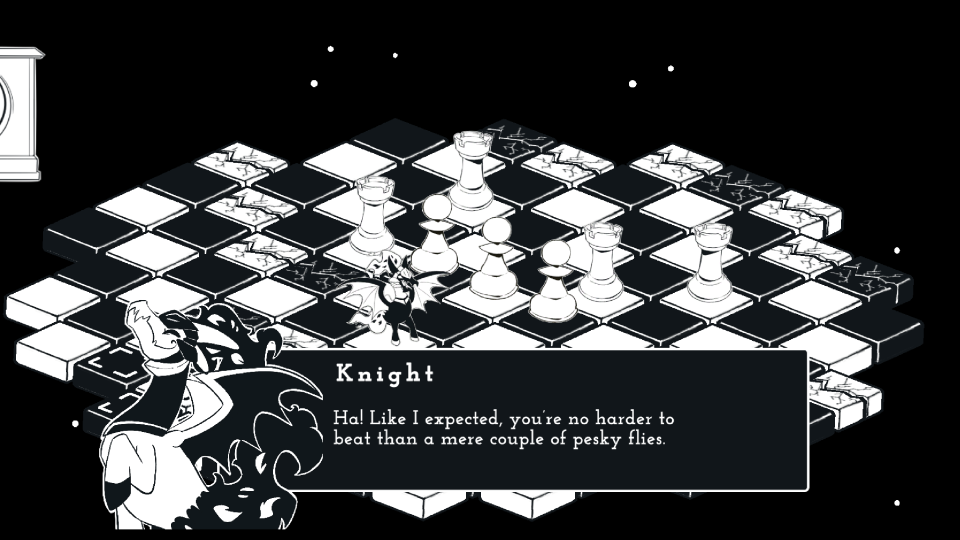 Knight
Ha! Like I expected, you're no harder to
beat than a mere couple of pesky flies.